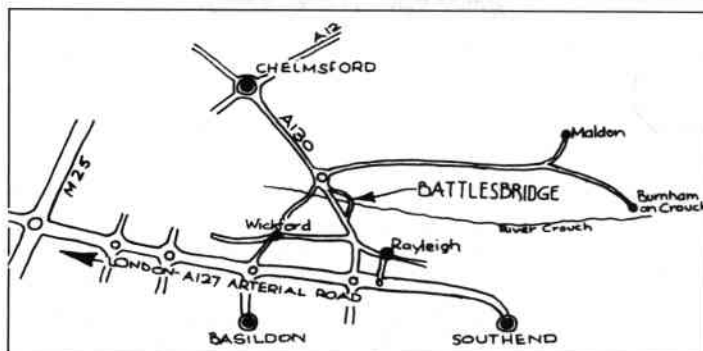 A12
CHELMSFORD
A130
Maldon
M25
BATTLESBRIDGE
Burnham
on Crouch
Wickford
River Crouch
Rayleigh
LONDON-A127 ARTERIAL ROAD
BASILDON
SOUTHEND